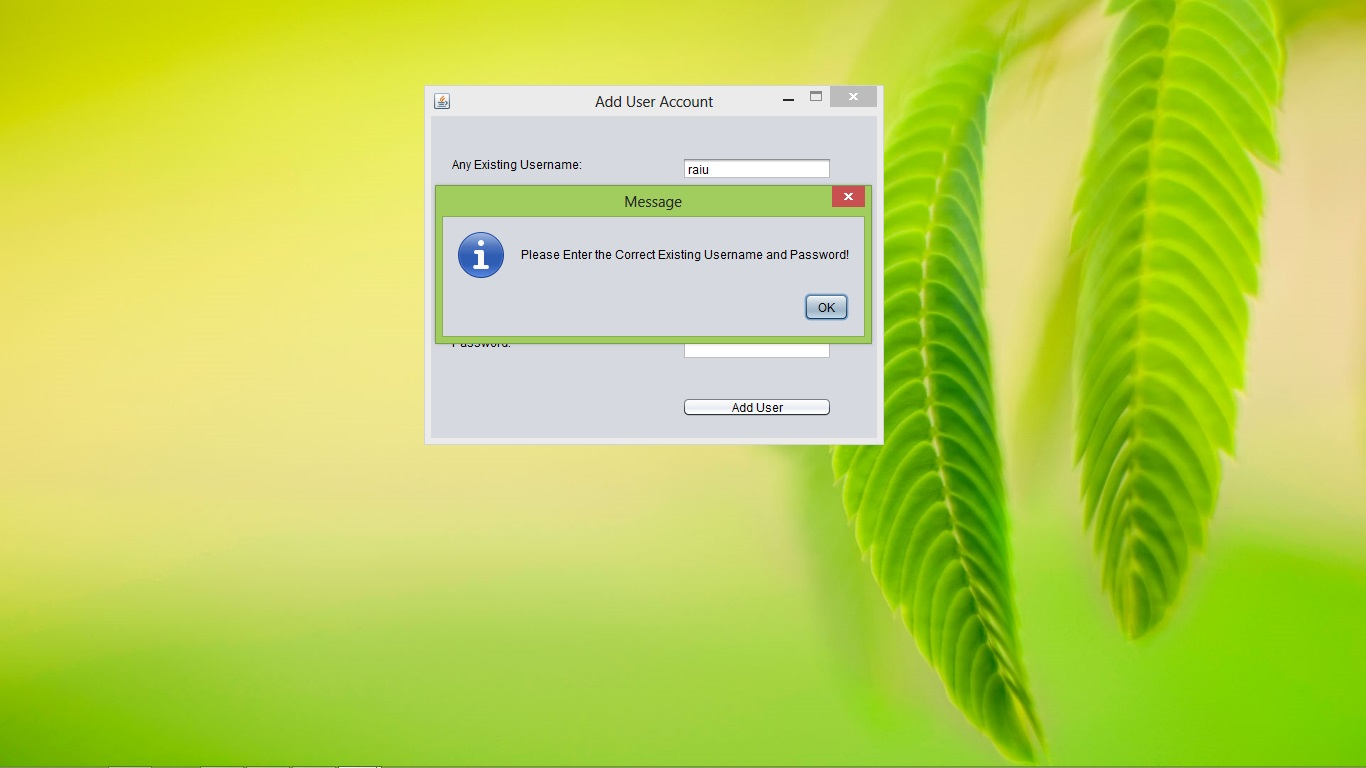 Add User Account
Any Existing Username:
raiu
Message
Please Enter the Correct Existing Username and Password!
OK
Password:
Add User